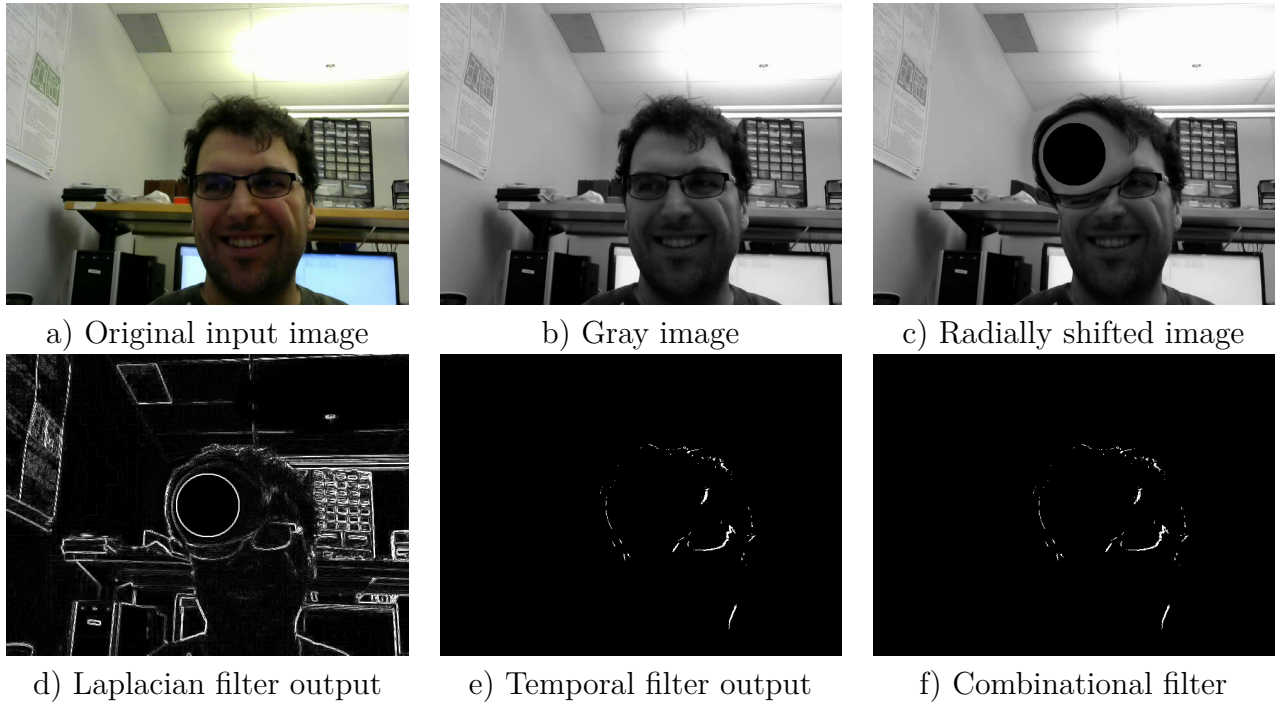 a) Original input image
b) Gray image
c) Radially shifted image
d) Laplacian filter output
e) Temporal filter output
f) Combinational filter